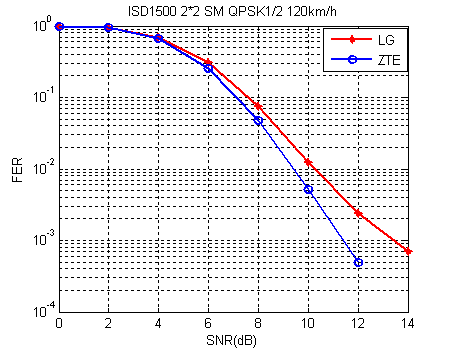 ISD1500 2*2 SM QPSK1/2 120km/h
LG
ZTE
FER
10^0
10^-1
10^-2
10^-3
10^-4
0 2 4 6 8 10 12 14
SNR(dB)